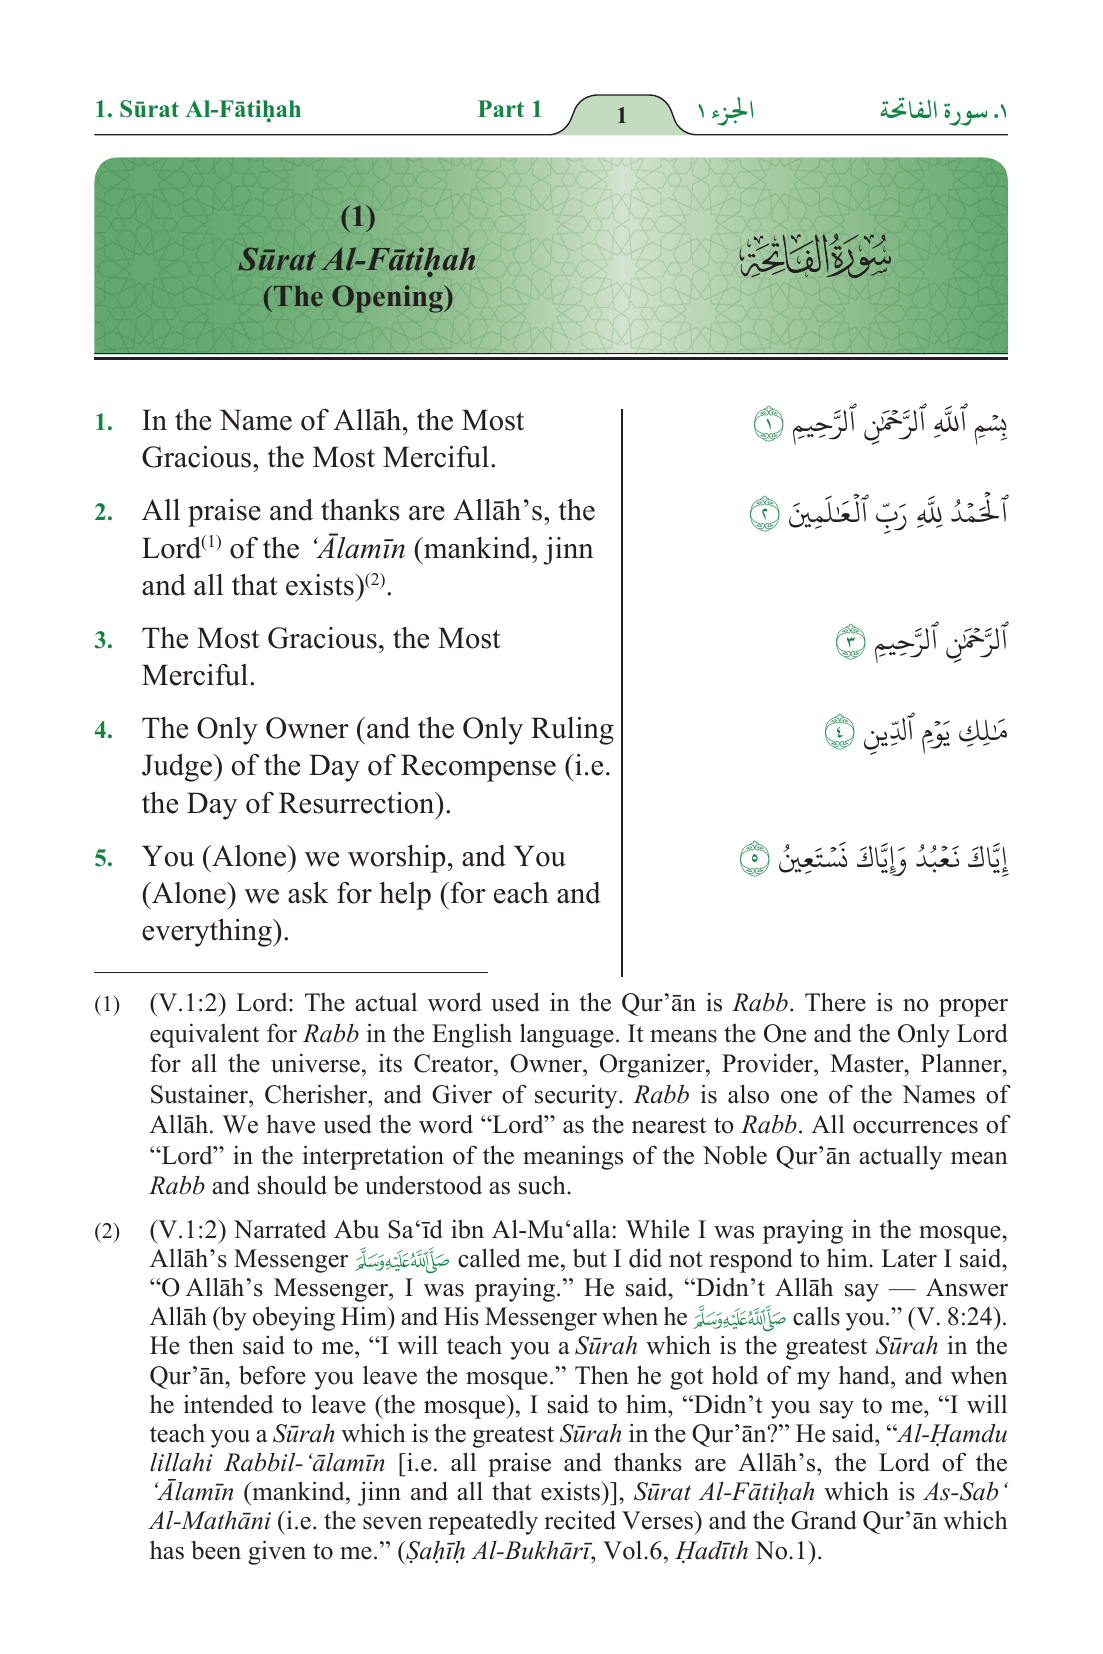 1. Sūrat Al-Fātiḥah Part 1 1 الجزء ١ ١. سورة الفاتحة
(1)
Sūrat Al-Fātiḥah
(The Opening)
سُورَةُ الفَاتِحَةِ
1. In the Name of Allāh, the Most
Gracious, the Most Merciful.
بِسْمِ ٱللَّهِ ٱلرَّحْمَٰنِ ٱلرَّحِيمِ ١
2. All praise and thanks are Allāh’s, the
Lord(1) of the ‘Ālamīn (mankind, jinn
and all that exists)(2).
ٱلْحَمْدُ لِلَّهِ رَبِّ ٱلْعَٰلَمِينَ ٢
3. The Most Gracious, the Most
Merciful.
ٱلرَّحْمَٰنِ ٱلرَّحِيمِ ٣
4. The Only Owner (and the Only Ruling
Judge) of the Day of Recompense (i.e.
the Day of Resurrection).
مَٰلِكِ يَوْمِ ٱلدِّينِ ٤
5. You (Alone) we worship, and You
(Alone) we ask for help (for each and
everything).
إِيَّاكَ نَعْبُدُ وَإِيَّاكَ نَسْتَعِينُ ٥
(1) (V.1:2) Lord: The actual word used in the Qur’ān is Rabb. There is no proper
equivalent for Rabb in the English language. It means the One and the Only Lord
for all the universe, its Creator, Owner, Organizer, Provider, Master, Planner,
Sustainer, Cherisher, and Giver of security. Rabb is also one of the Names of
Allāh. We have used the word “Lord” as the nearest to Rabb. All occurrences of
“Lord” in the interpretation of the meanings of the Noble Qur’ān actually mean
Rabb and should be understood as such.
(2) (V.1:2) Narrated Abu Sa‘īd ibn Al-Mu‘alla: While I was praying in the mosque,
Allāh’s Messenger صَلَّى اللَّهُ عَلَيْهِ وَسَلَّمَ called me, but I did not respond to him. Later I said,
“O Allāh’s Messenger, I was praying.” He said, “Didn’t Allāh say — Answer
Allāh (by obeying Him) and His Messenger when he صَلَّى اللَّهُ عَلَيْهِ وَسَلَّمَ calls you.” (V. 8:24).
He then said to me, “I will teach you a Sūrah which is the greatest Sūrah in the
Qur’ān, before you leave the mosque.” Then he got hold of my hand, and when
he intended to leave (the mosque), I said to him, “Didn’t you say to me, “I will
teach you a Sūrah which is the greatest Sūrah in the Qur’ān?” He said, “Al-Ḥamdu
lillahi Rabbil-‘ālamīn [i.e. all praise and thanks are Allāh’s, the Lord of the
‘Ālamīn (mankind, jinn and all that exists)], Sūrat Al-Fātiḥah which is As-Sab‘
Al-Mathāni (i.e. the seven repeatedly recited Verses) and the Grand Qur’ān which
has been given to me.” (Ṣaḥīḥ Al-Bukhārī, Vol.6, Ḥadīth No.1).